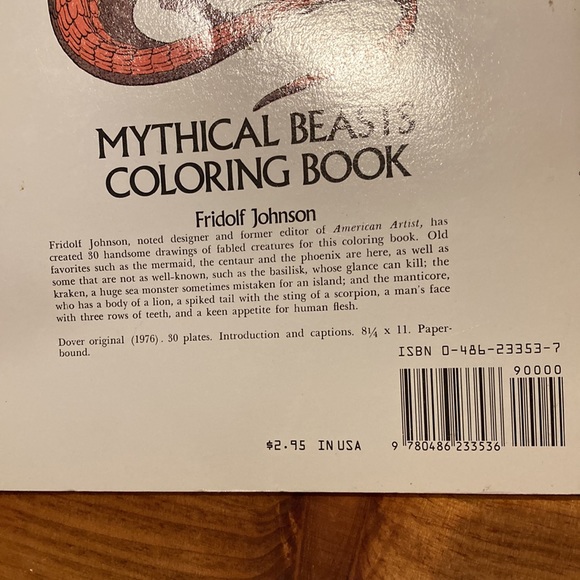 MYTHICAL BEASTS
COLORING BOOK
Fridolf Johnson
Fridolf Johnson, noted designer and former editor of American Artist, has
created 30 handsome drawings of fabled creatures for this coloring book. Old
favorites such as the mermaid, the centaur and the phoenix are here, as well as
some that are not as well-known, such as the basilisk, whose glance can kill; the
kraken, a huge sea monster sometimes mistaken for an island; and the manticore,
who has a body of a lion, a spiked tail with the sting of a scorpion, a man's face
with three rows of teeth, and a keen appetite for human flesh.
Dover original (1976). 30 plates. Introduction and captions. 8¼ x 11. Paper-
bound.
ISBN 0-486-23353-7
90000
$2.95 IN USA
9 780486 233536